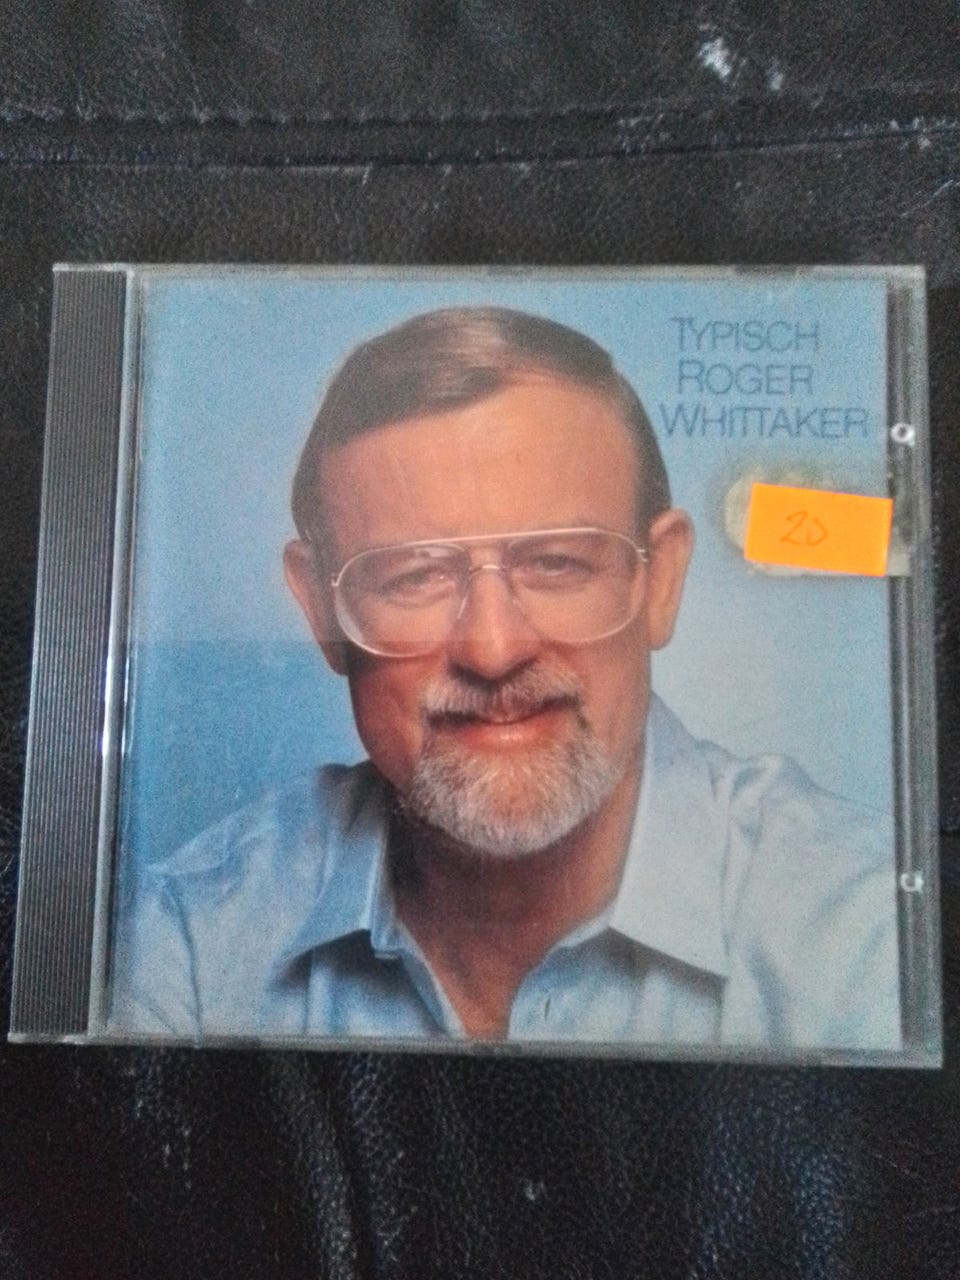 TYPISCH
ROGER
WHITTAKER
20